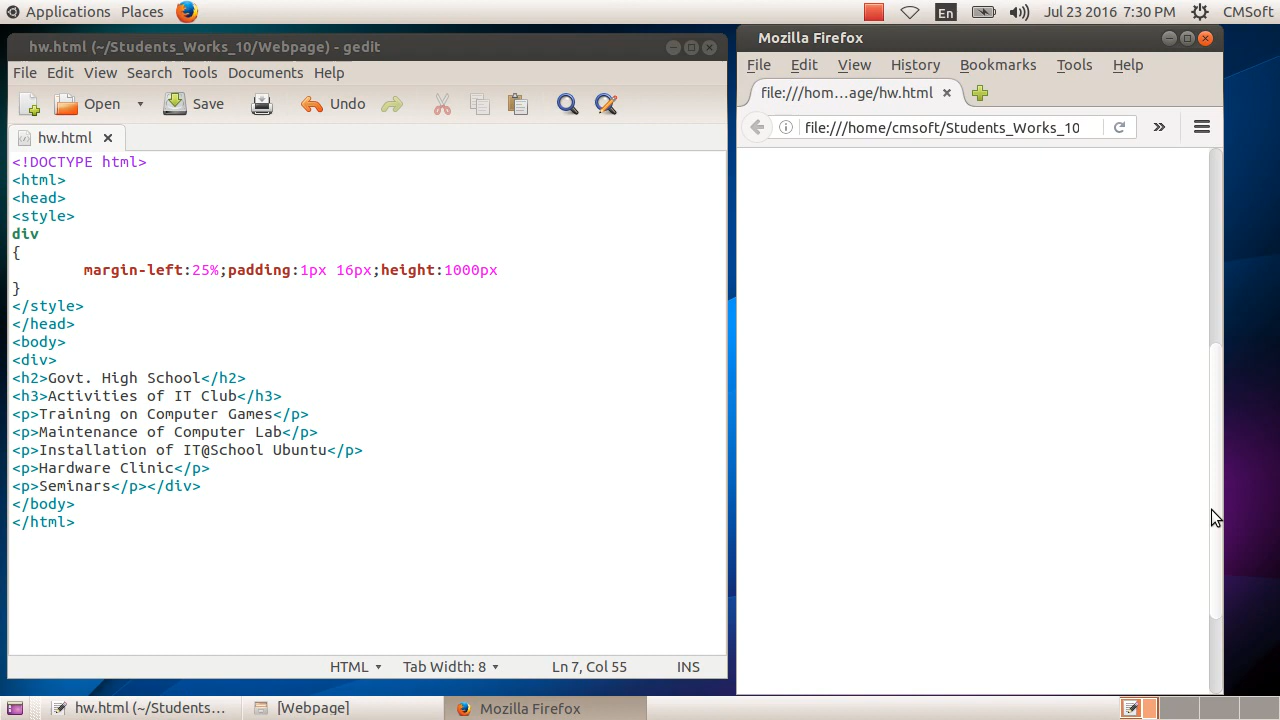 Applications Places En Jul 23 2016 7:30 PM CMSoft
hw.html (~/Students_Works_10/Webpage) - gedit
File Edit View Search Tools Documents Help
Open Save Undo
hw.html
<!DOCTYPE html>
<html>
<head>
<style>
div
{
margin-left:25%;padding:1px 16px;height:1000px
}
</style>
</head>
<body>
<div>
<h2>Govt. High School</h2>
<h3>Activities of IT Club</h3>
<p>Training on Computer Games</p>
<p>Maintenance of Computer Lab</p>
<p>Installation of IT@School Ubuntu</p>
<p>Hardware Clinic</p>
<p>Seminars</p></div>
</body>
</html>
HTML Tab Width: 8 Ln 7, Col 55 INS
Mozilla Firefox
File Edit View History Bookmarks Tools Help
file:///hom...age/hw.html
file:///home/cmsoft/Students_Works_10
hw.html (~/Students... [Webpage] Mozilla Firefox